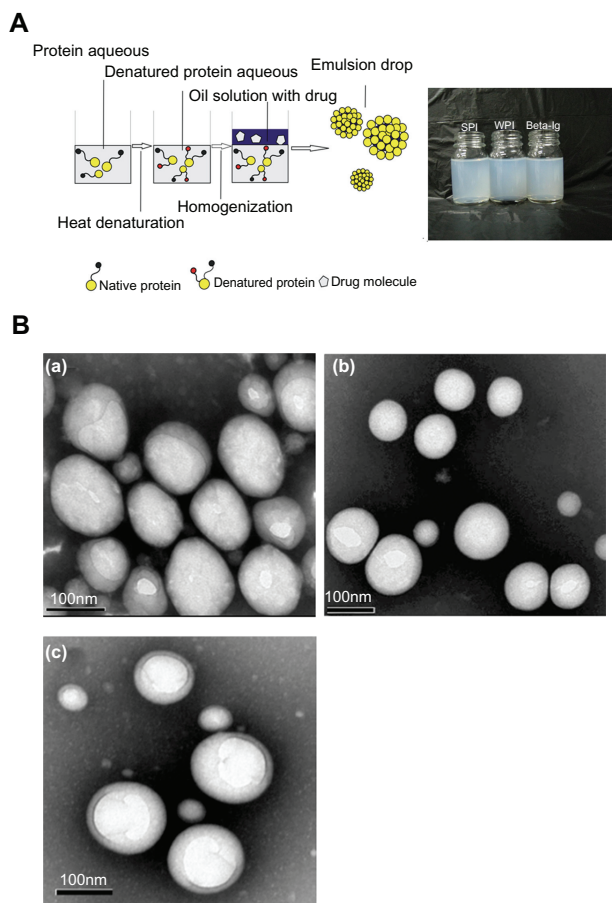 A
Protein aqueous
Denatured protein aqueous
Oil solution with drug
Emulsion drop
Heat denaturation
Homogenization
Native protein
Denatured protein
Drug molecule
SPI
WPI
Beta-Ig
B
(a)
100nm
(b)
100nm
(c)
100nm